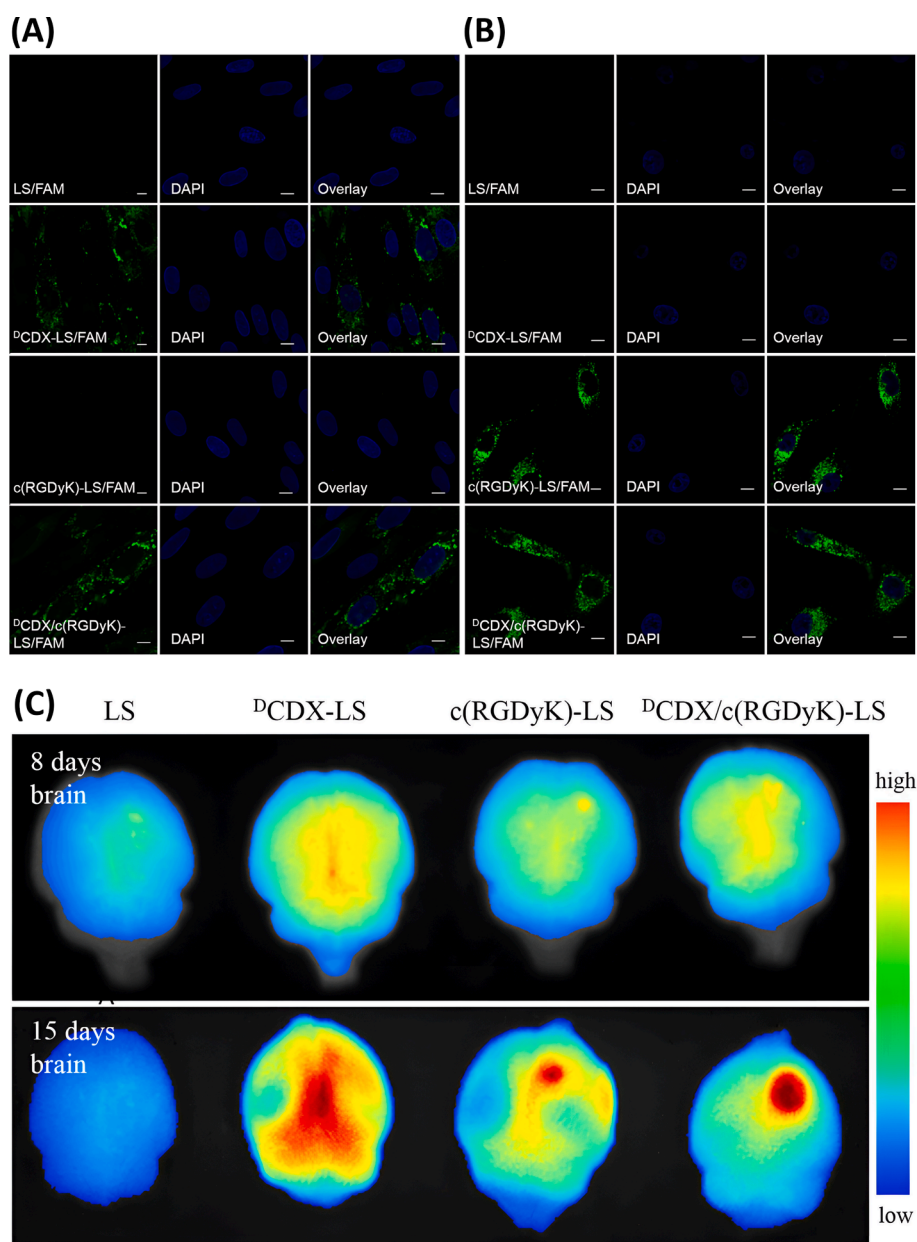 (A)
(B)
LS/FAM DAPI Overlay LS/FAM DAPI Overlay
ᴰCDX-LS/FAM DAPI Overlay ᴰCDX-LS/FAM DAPI Overlay
c(RGDyK)-LS/FAM DAPI Overlay c(RGDyK)-LS/FAM DAPI Overlay
ᴰCDX/c(RGDyK)-
LS/FAM
DAPI Overlay
ᴰCDX/c(RGDyK)-
LS/FAM
DAPI Overlay
(C)
LS ᴰCDX-LS c(RGDyK)-LS ᴰCDX/c(RGDyK)-LS
8 days
brain
high
15 days
brain
low